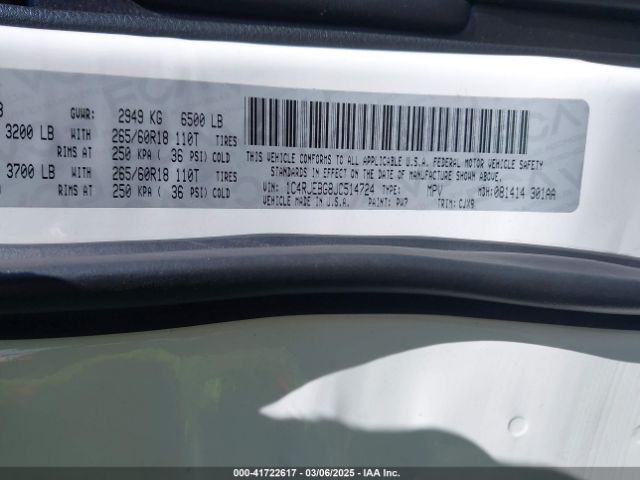 GVWR: 2949 KG 6500 LB
3200 LB WITH 265/60R18 110T TIRES
RIMS AT 250 KPA ( 36 PSI) COLD
3700 LB WITH 265/60R18 110T TIRES
RIMS AT 250 KPA ( 36 PSI) COLD
THIS VEHICLE CONFORMS TO ALL APPLICABLE U.S.A. FEDERAL MOTOR VEHICLE SAFETY
STANDARDS IN EFFECT ON THE DATE OF MANUFACTURE SHOWN ABOVE.
VIN: 1C4RJEBG8JC514724 TYPE: MPV MDH: 081414 301AA
VEHICLE MADE IN U.S.A. PAINT: PW7 TRIM: CJX9
000-41722617 | 03/06/2025 — IAA Inc.